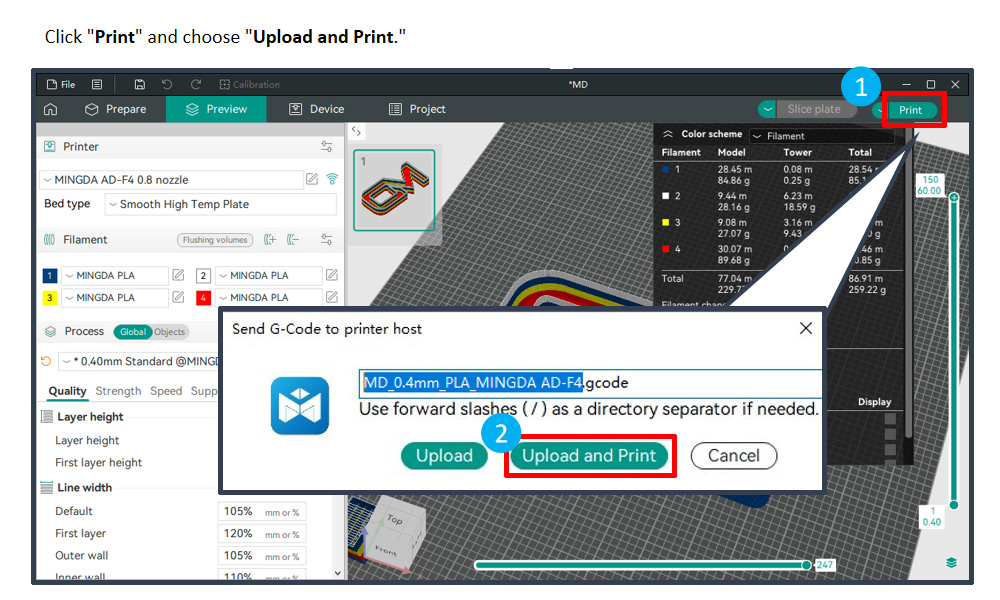 Click "Print" and choose "Upload and Print."
File
Calibration
*MD
1
Prepare
Preview
Device
Project
Slice plate
Print
Printer
MINGDA AD-F4 0.8 nozzle
Bed type
Smooth High Temp Plate
Filament
Flushing volumes
1 MINGDA PLA
2 MINGDA PLA
3 MINGDA PLA
4 MINGDA PLA
Process Global Objects
* 0.40mm Standard @MINGD
Quality Strength Speed Supp
Layer height
Layer height
First layer height
Line width
Default 105% mm or %
First layer 120% mm or %
Outer wall 105% mm or %
Inner wall 110% mm or %
1
Color scheme Filament
Filament Model Tower Total
1 28.45 m 0.08 m 28.54
84.86 g 0.25 g 85.1
2 9.44 m 6.23 m m
28.16 g 18.59 g
3 9.08 m 3.16 m m
27.07 g 9.43 g
4 30.07 m .46 m
89.68 g 0.85 g
Total 77.04 m 86.91 m
229.7 259.22 g
Filament chan
Display
150
60.00
Send G-Code to printer host
MD_0.4mm_PLA_MINGDA AD-F4.gcode
Use forward slashes ( / ) as a directory separator if needed.
2
Upload
Upload and Print
Cancel
Top
Front
1
0.40
247